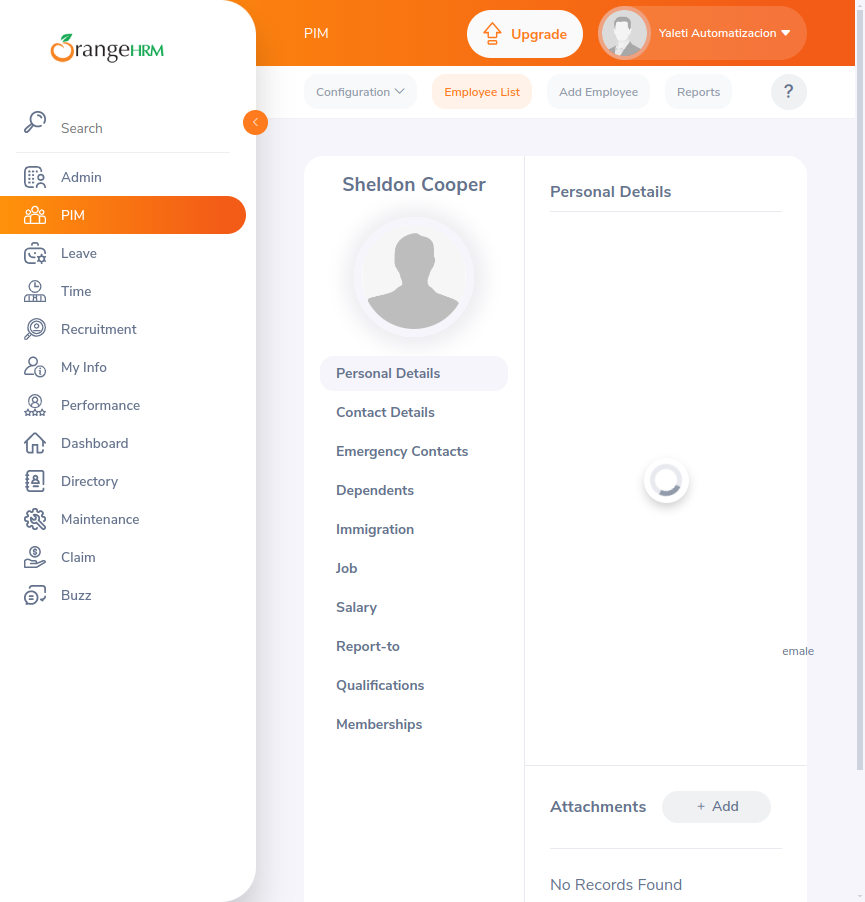 OrangeHRM
PIM
Upgrade
Yaleti Automatizacion
Configuration
Employee List
Add Employee
Reports
?
Search
Admin
PIM
Leave
Time
Recruitment
My Info
Performance
Dashboard
Directory
Maintenance
Claim
Buzz
Sheldon Cooper
Personal Details
Contact Details
Emergency Contacts
Dependents
Immigration
Job
Salary
Report-to
Qualifications
Memberships
Personal Details
emale
Attachments
+ Add
No Records Found